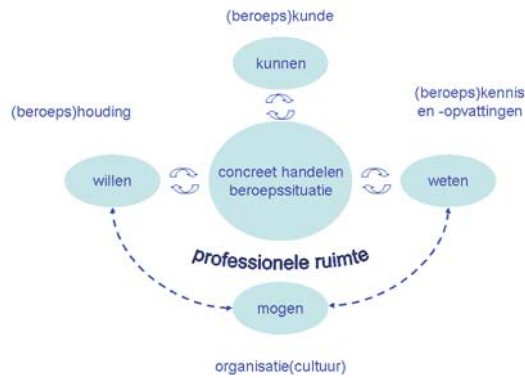 (beroeps)kunde
kunnen
(beroeps)kennis
en -opvattingen
(beroeps)houding
willen
concreet handelen
beroepssituatie
weten
professionele ruimte
mogen
organisatie(cultuur)